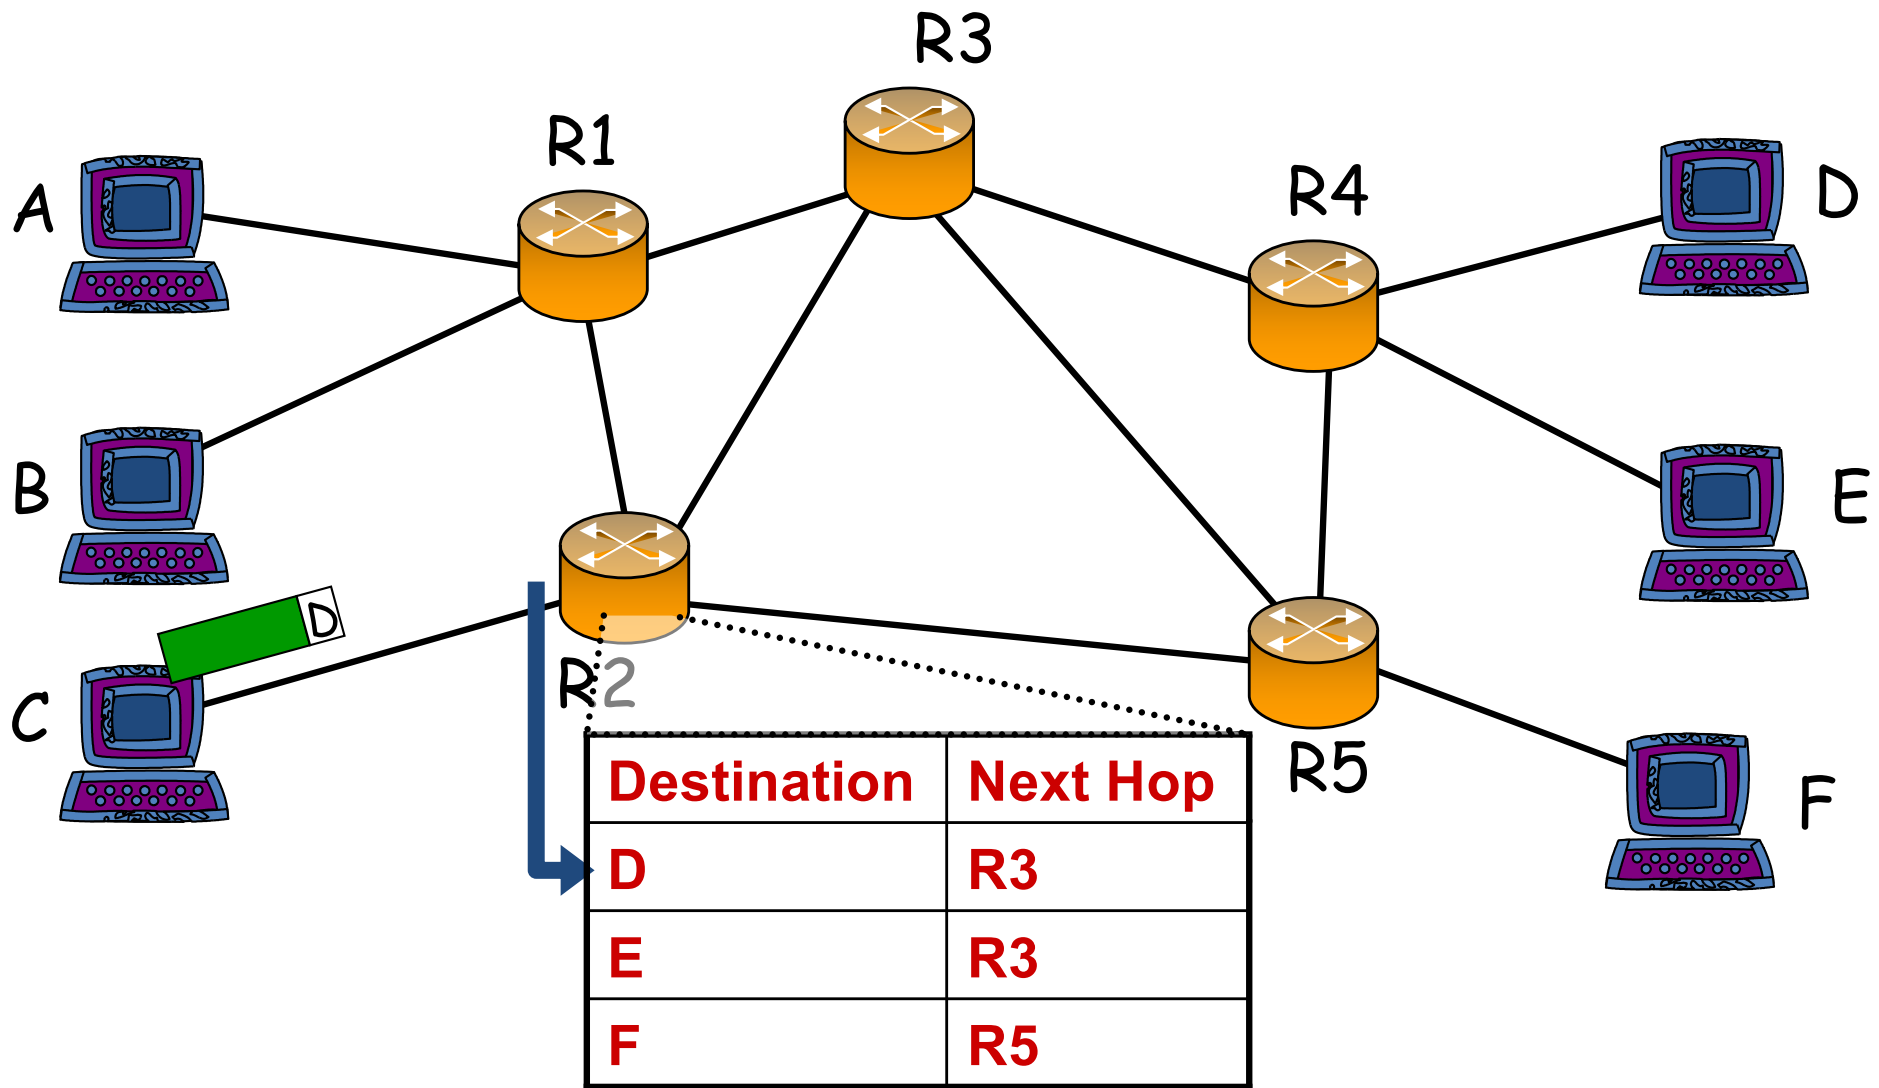 R3
R1
R4
A
D
B
E
D
C
R2
R5
F
Destination Next Hop
D R3
E R3
F R5